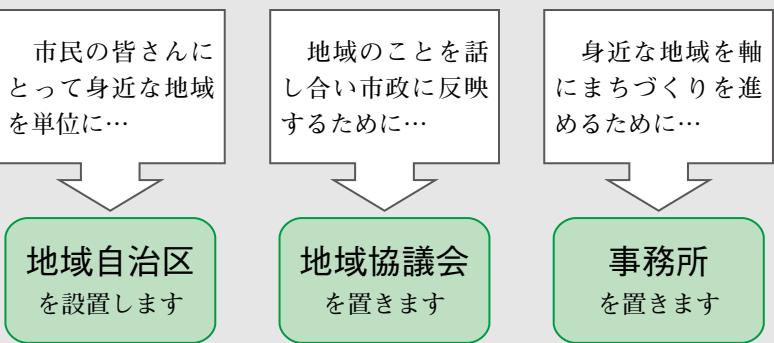 市民の皆さんに
とって身近な地域
を単位に…
地域自治区
を設置します
地域のことを話
し合い市政に反映
するために…
地域協議会
を置きます
身近な地域を軸
にまちづくりを進
めるために…
事務所
を置きます